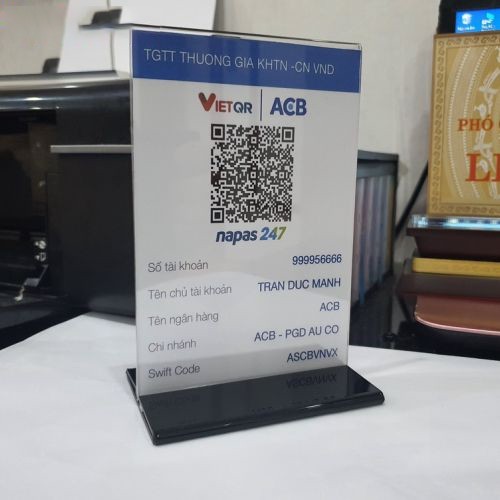 TGTT THUONG GIA KHTN -CN VND
VIETQR | ACB
napas 247
Số tài khoản 999956666
Tên chủ tài khoản TRAN DUC MANH
Tên ngân hàng ACB
Chi nhánh ACB - PGD AU CO
Swift Code ASCBVNVX
PHÓ